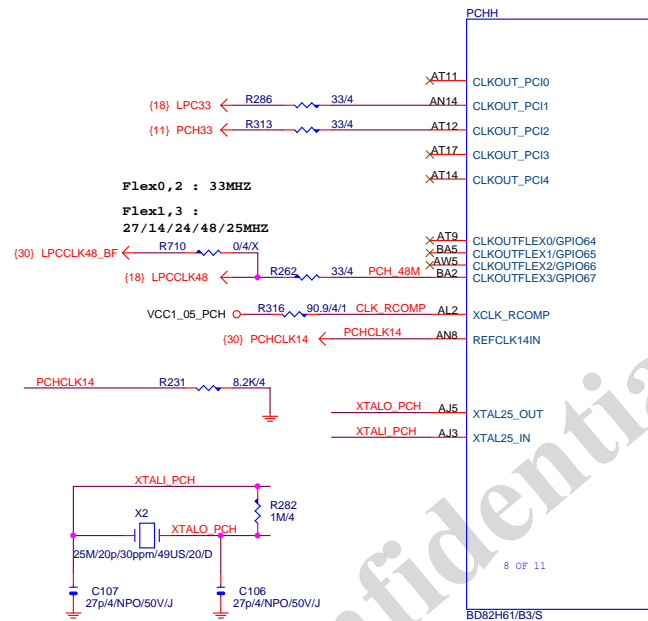 PCHH
AT11 CLKOUT_PCI0
{18} LPC33 R286 33/4 AN14 CLKOUT_PCI1
{11} PCH33 R313 33/4 AT12 CLKOUT_PCI2
AT17 CLKOUT_PCI3
AT14 CLKOUT_PCI4
Flex0,2 : 33MHZ
Flex1,3 :
27/14/24/48/25MHZ
AT9 CLKOUTFLEX0/GPIO64
{30} LPCCLK48_BF R710 0/4/X BA5 CLKOUTFLEX1/GPIO65
AW5 CLKOUTFLEX2/GPIO66
{18} LPCCLK48 R262 33/4 PCH_48M BA2 CLKOUTFLEX3/GPIO67
VCC1_05_PCH R316 90.9/4/1 CLK_RCOMP AL2 XCLK_RCOMP
{30} PCHCLK14 PCHCLK14 AN8 REFCLK14IN
PCHCLK14 R231 8.2K/4
XTALO_PCH AJ5 XTAL25_OUT
XTALI_PCH AJ3 XTAL25_IN
XTALI_PCH
R282
1M/4
X2
XTALO_PCH
25M/20p/30ppm/49US/20/D
8 OF 11
C107
27p/4/NPO/50V/J
C106
27p/4/NPO/50V/J
BD82H61/B3/S